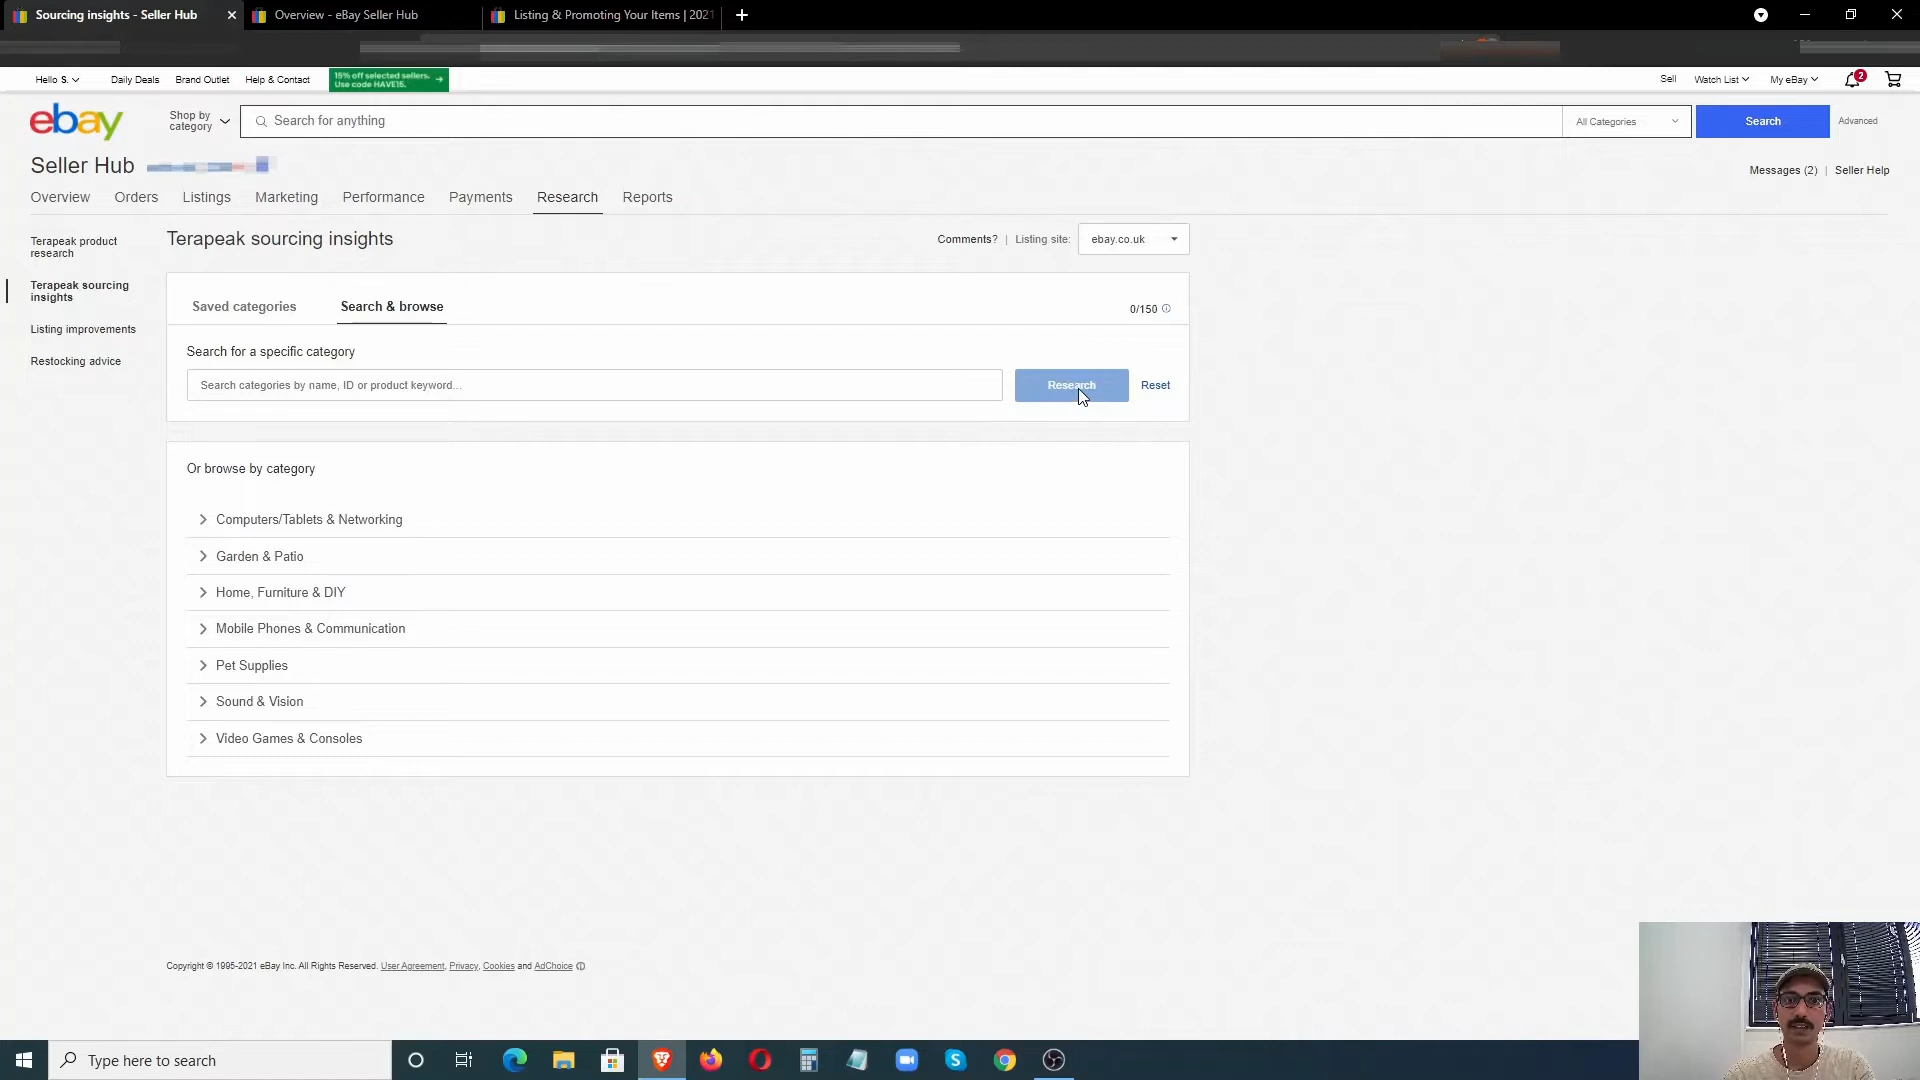 Sourcing insights - Seller Hub
Overview - eBay Seller Hub
Listing & Promoting Your Items | 2021
Hello S.
Daily Deals
Brand Outlet
Help & Contact
15% off selected sellers.
Use code HAVE15.
Sell
Watch List
My eBay
2
ebay
Shop by
category
Search for anything
All Categories
Search
Advanced
Seller Hub
Messages (2) | Seller Help
Overview
Orders
Listings
Marketing
Performance
Payments
Research
Reports
Terapeak product
research
Terapeak sourcing
insights
Listing improvements
Restocking advice
Terapeak sourcing insights
Comments? | Listing site:
ebay.co.uk
Saved categories
Search & browse
0/150
Search for a specific category
Search categories by name, ID or product keyword...
Research
Reset
Or browse by category
Computers/Tablets & Networking
Garden & Patio
Home, Furniture & DIY
Mobile Phones & Communication
Pet Supplies
Sound & Vision
Video Games & Consoles
Copyright © 1995-2021 eBay Inc. All Rights Reserved. User Agreement, Privacy, Cookies and AdChoice
Type here to search